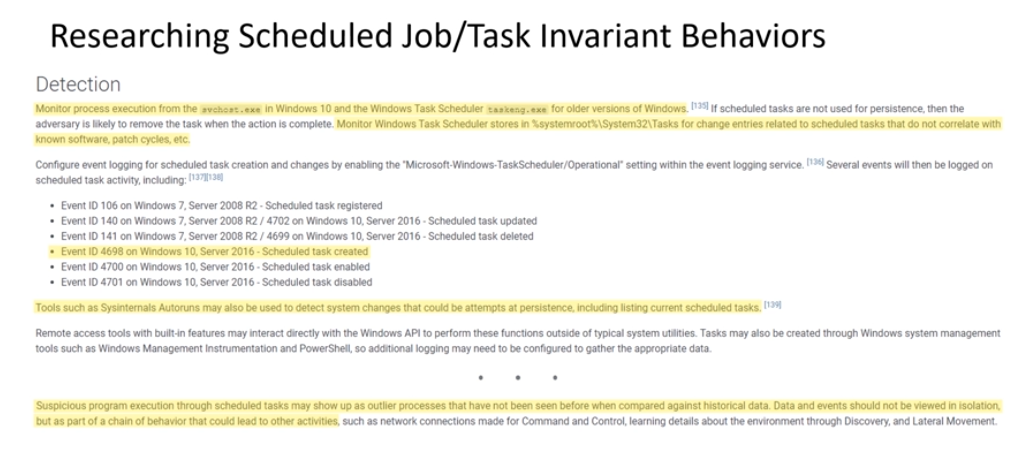 Researching Scheduled Job/Task Invariant Behaviors
Detection
Monitor process execution from the svchost.exe in Windows 10 and the Windows Task Scheduler taskeng.exe for older versions of Windows. [135] If scheduled tasks are not used for persistence, then the
adversary is likely to remove the task when the action is complete. Monitor Windows Task Scheduler stores in %systemroot%\System32\Tasks for change entries related to scheduled tasks that do not correlate with
known software, patch cycles, etc.
Configure event logging for scheduled task creation and changes by enabling the "Microsoft-Windows-TaskScheduler/Operational" setting within the event logging service. [136] Several events will then be logged on
scheduled task activity, including: [137][138]
• Event ID 106 on Windows 7, Server 2008 R2 - Scheduled task registered
• Event ID 140 on Windows 7, Server 2008 R2 / 4702 on Windows 10, Server 2016 - Scheduled task updated
• Event ID 141 on Windows 7, Server 2008 R2 / 4699 on Windows 10, Server 2016 - Scheduled task deleted
• Event ID 4698 on Windows 10, Server 2016 - Scheduled task created
• Event ID 4700 on Windows 10, Server 2016 - Scheduled task enabled
• Event ID 4701 on Windows 10, Server 2016 - Scheduled task disabled
Tools such as Sysinternals Autoruns may also be used to detect system changes that could be attempts at persistence, including listing current scheduled tasks. [139]
Remote access tools with built-in features may interact directly with the Windows API to perform these functions outside of typical system utilities. Tasks may also be created through Windows system management
tools such as Windows Management Instrumentation and PowerShell, so additional logging may need to be configured to gather the appropriate data.
• • •
Suspicious program execution through scheduled tasks may show up as outlier processes that have not been seen before when compared against historical data. Data and events should not be viewed in isolation,
but as part of a chain of behavior that could lead to other activities, such as network connections made for Command and Control, learning details about the environment through Discovery, and Lateral Movement.